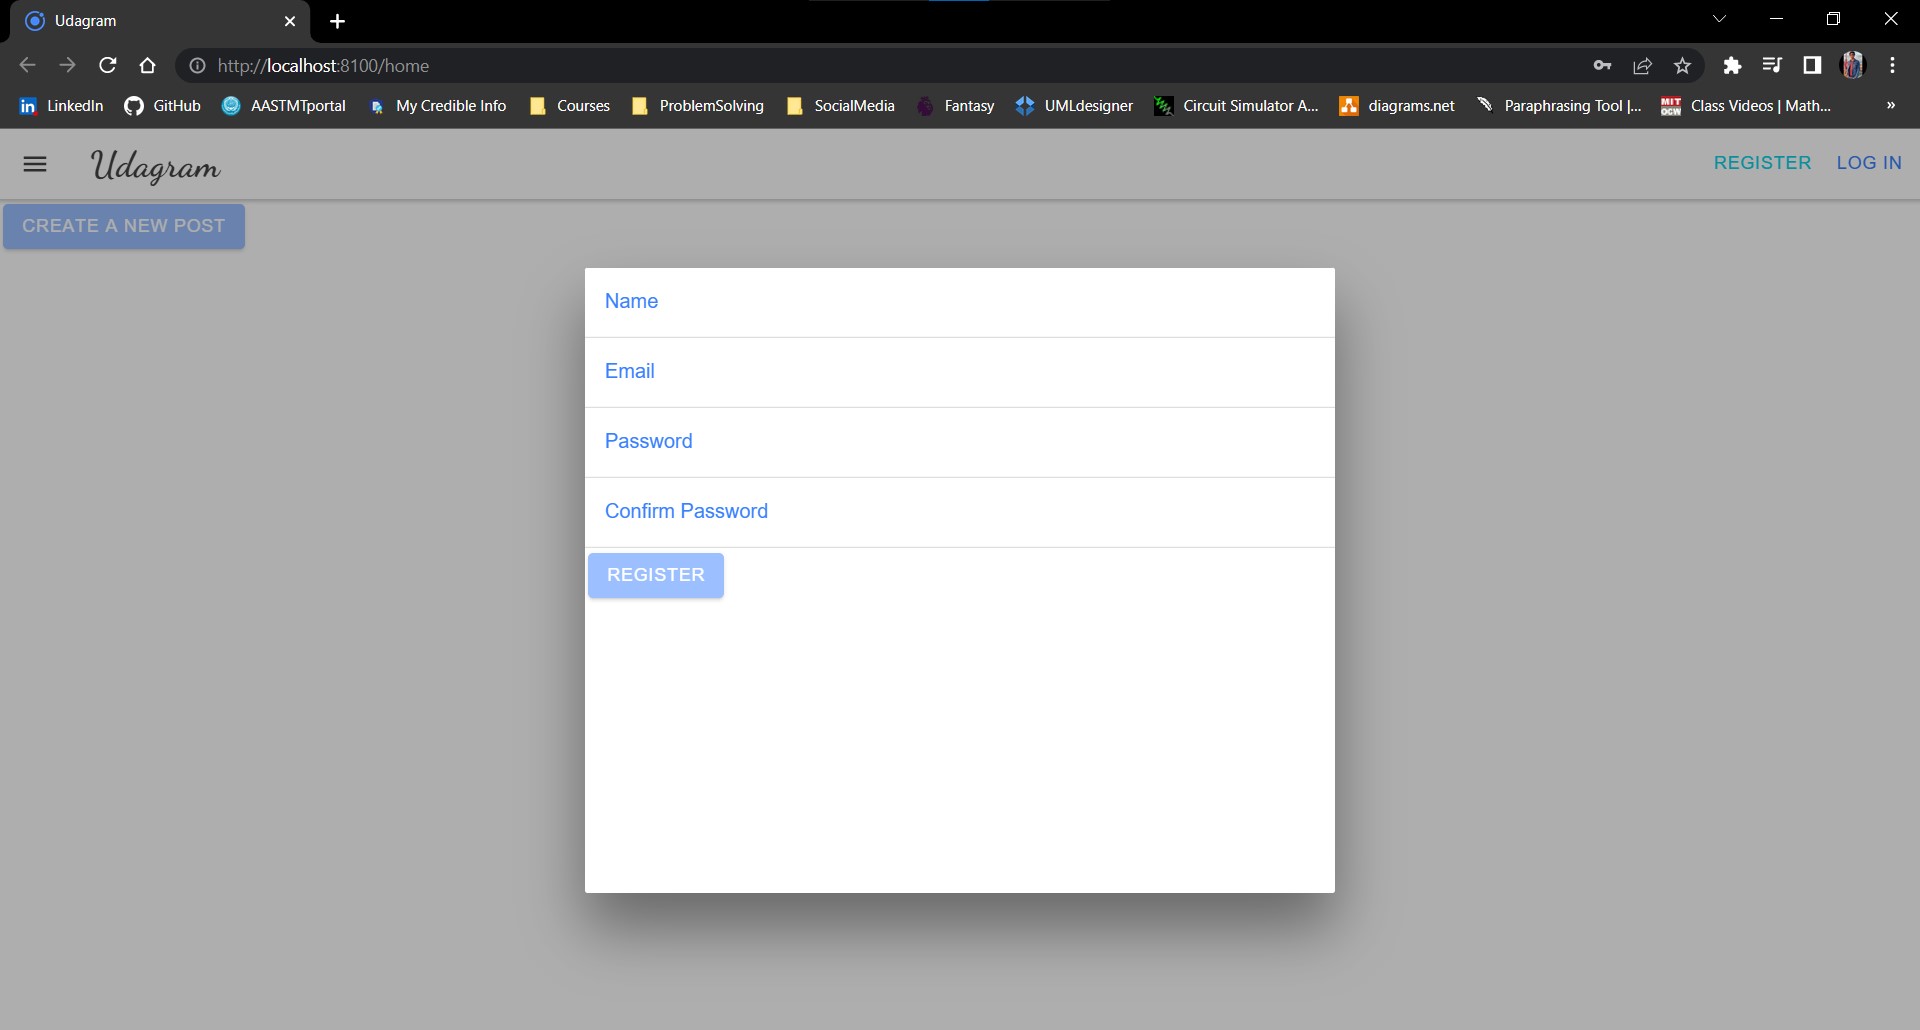 Udagram
http://localhost:8100/home
LinkedIn GitHub AASTMTportal My Credible Info Courses ProblemSolving SocialMedia Fantasy UMLdesigner Circuit Simulator A... diagrams.net Paraphrasing Tool |... MIT OCW Class Videos | Math... »
Udagram REGISTER LOG IN
CREATE A NEW POST
Name
Email
Password
Confirm Password
REGISTER